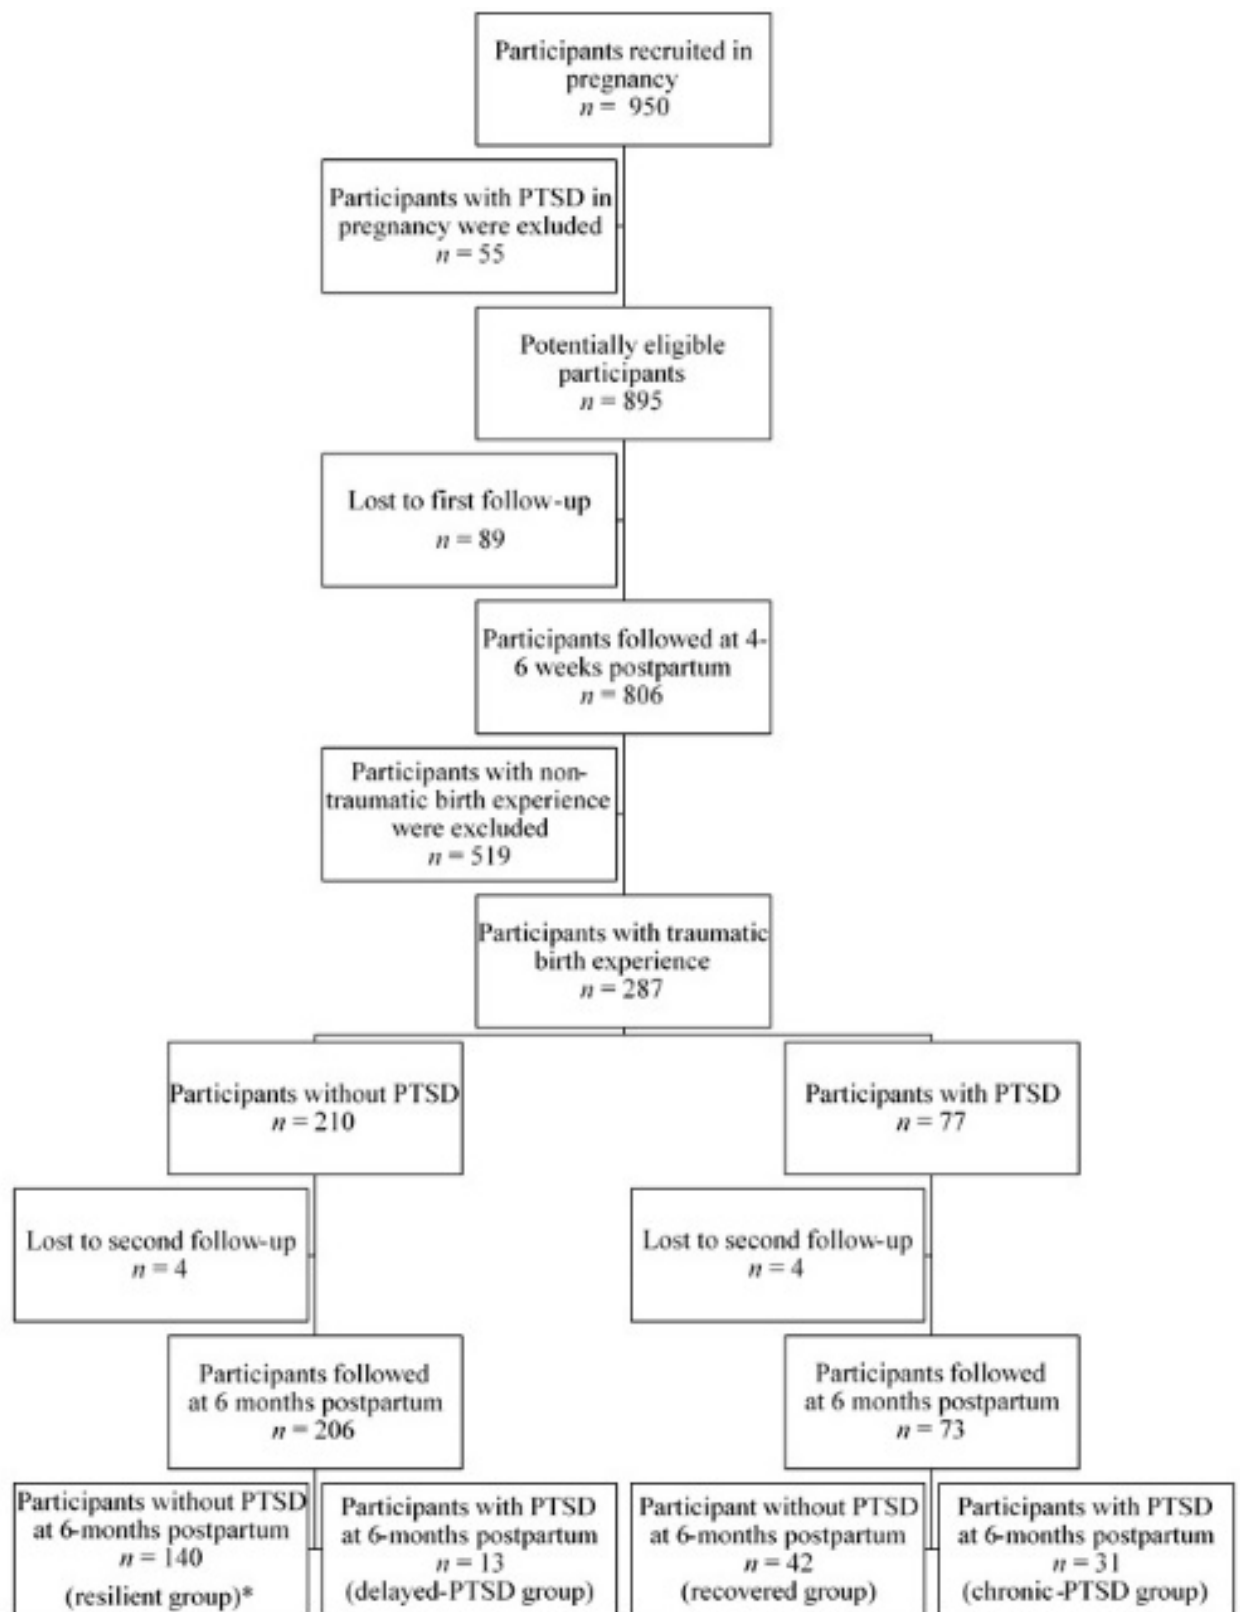 Participants recruited in
pregnancy
n = 950
Participants with PTSD in
pregnancy were exluded
n = 55
Potentially eligible
participants
n = 895
Lost to first follow-up
n = 89
Participants followed at 4-
6 weeks postpartum
n = 806
Participants with non-
traumatic birth experience
were excluded
n = 519
Participants with traumatic
birth experience
n = 287
Participants without PTSD
n = 210
Participants with PTSD
n = 77
Lost to second follow-up
n = 4
Lost to second follow-up
n = 4
Participants followed
at 6 months postpartum
n = 206
Participants followed
at 6 months postpartum
n = 73
Participants without PTSD
at 6-months postpartum
n = 140
(resilient group)*
Participants with PTSD
at 6-months postpartum
n = 13
(delayed-PTSD group)
Participant without PTSD
at 6-months postpartum
n = 42
(recovered group)
Participants with PTSD
at 6-months postpartum
n = 31
(chronic-PTSD group)